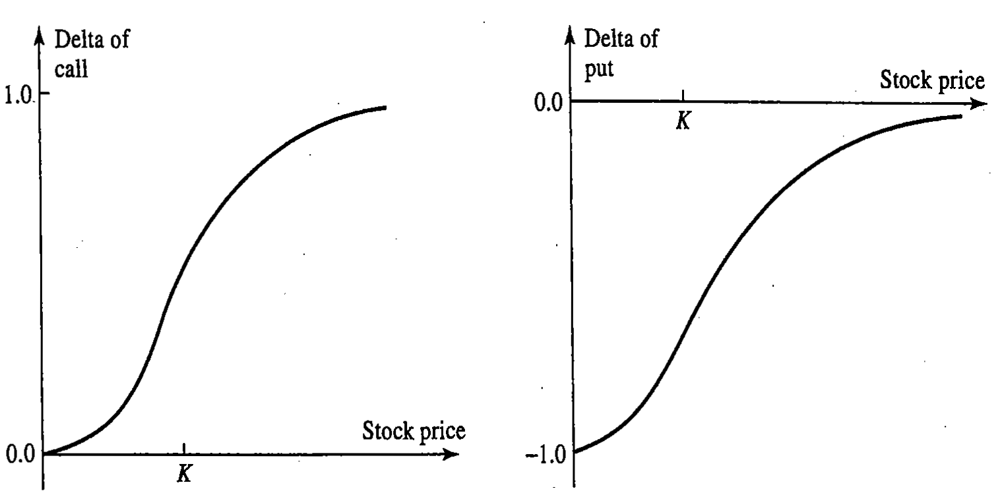 Delta of
call
1.0
Stock price
0.0
K
Delta of
put
Stock price
0.0
K
−1.0